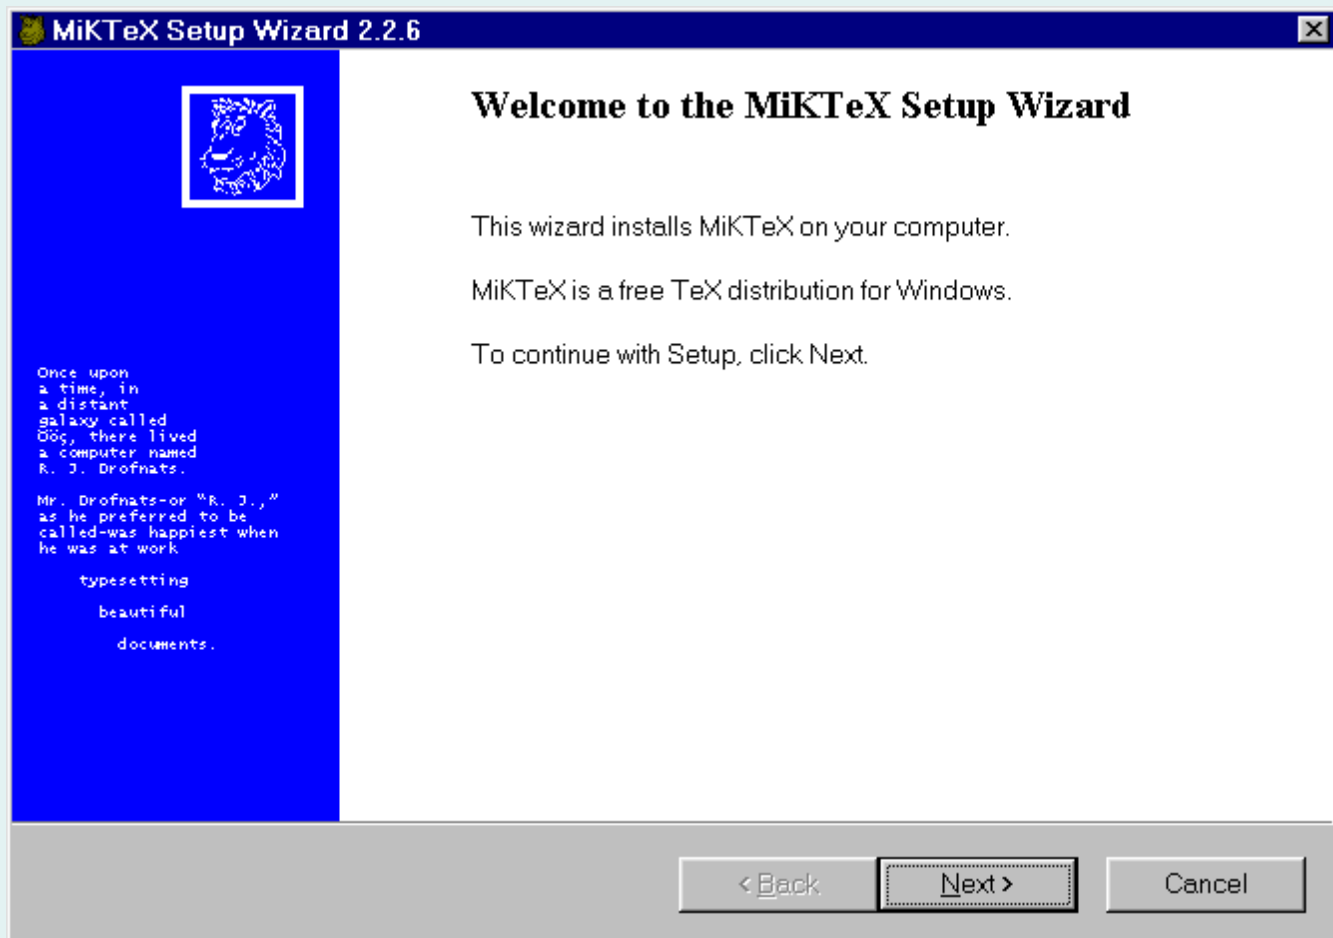 MiKTeX Setup Wizard 2.2.6
Welcome to the MiKTeX Setup Wizard
This wizard installs MiKTeX on your computer.
MiKTeX is a free TeX distribution for Windows.
To continue with Setup, click Next.
Once upon
a time, in
a distant
galaxy called
Ööç, there lived
a computer named
R. J. Drofnats.
Mr. Drofnats-or “R. J.,”
as he preferred to be
called-was happiest when
he was at work
typesetting
beautiful
documents.
< Back
Next >
Cancel